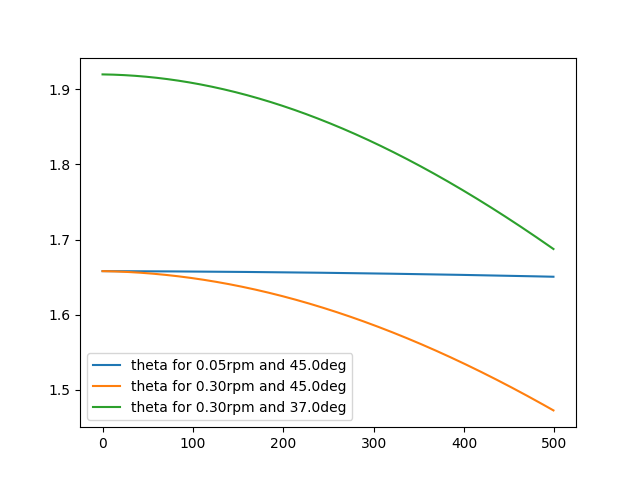 1.9
1.8
1.7
1.6
1.5
theta for 0.05rpm and 45.0deg
theta for 0.30rpm and 45.0deg
theta for 0.30rpm and 37.0deg
0 100 200 300 400 500